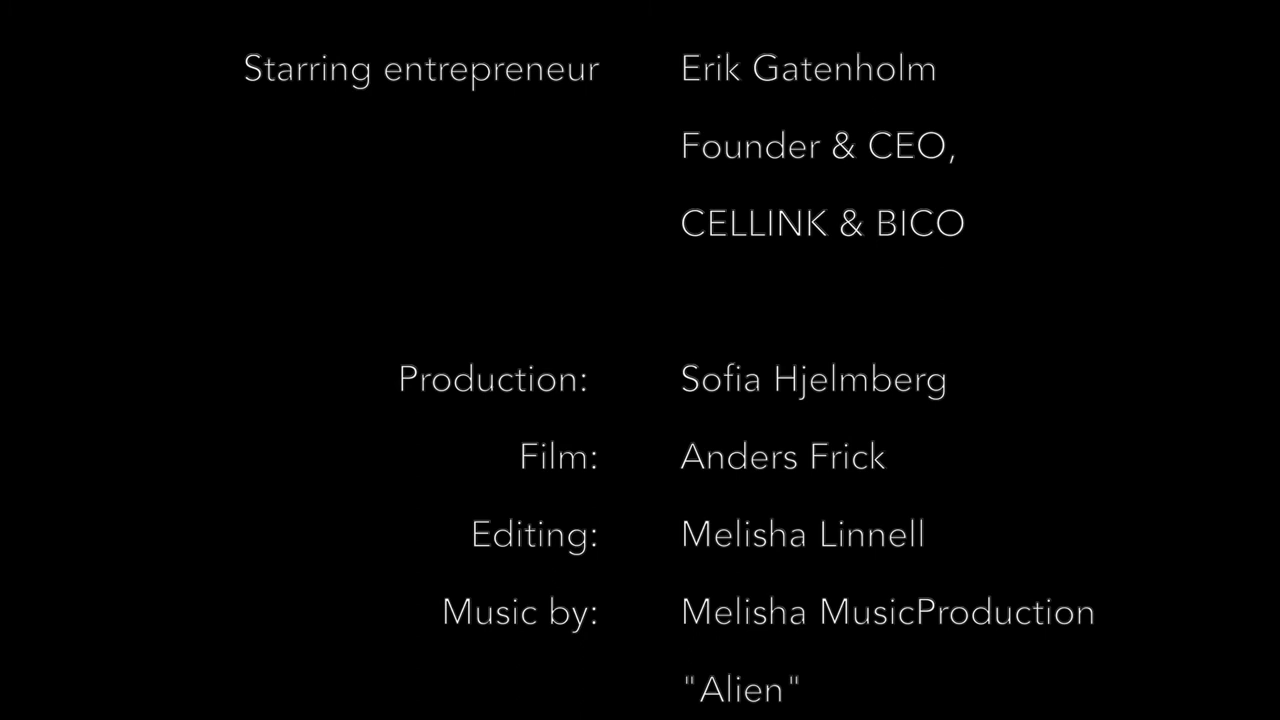 Starring entrepreneur Erik Gatenholm
Founder & CEO,
CELLINK & BICO
Production: Sofia Hjelmberg
Film: Anders Frick
Editing: Melisha Linnell
Music by: Melisha MusicProduction
"Alien"